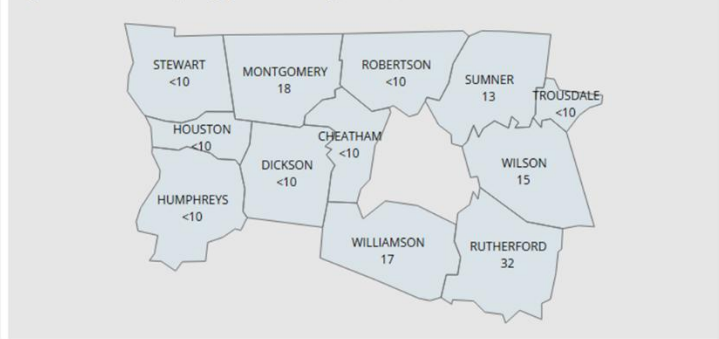 STEWART
<10
MONTGOMERY
18
ROBERTSON
<10
SUMNER
13
TROUSDALE
<10
HOUSTON
<10
CHEATHAM
<10
DICKSON
<10
WILSON
15
HUMPHREYS
<10
WILLIAMSON
17
RUTHERFORD
32